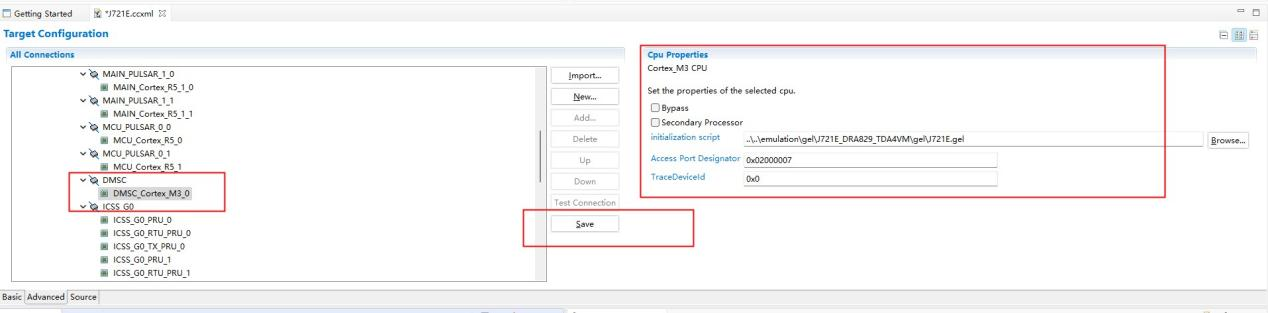 Getting Started
*J721E.ccxml
Target Configuration
All Connections
MAIN_PULSAR_1_0
MAIN_Cortex_R5_1_0
MAIN_PULSAR_1_1
MAIN_Cortex_R5_1_1
MCU_PULSAR_0_0
MCU_Cortex_R5_0
MCU_PULSAR_0_1
MCU_Cortex_R5_1
DMSC
DMSC_Cortex_M3_0
ICSS_G0
ICSS_G0_PRU_0
ICSS_G0_RTU_PRU_0
ICSS_G0_TX_PRU_0
ICSS_G0_PRU_1
ICSS_G0_RTU_PRU_1
Import...
New...
Add...
Delete
Up
Down
Test Connection
Save
Cpu Properties
Cortex_M3 CPU
Set the properties of the selected cpu.
Bypass
Secondary Processor
initialization script ..\..\emulation\gel\J721E_DRA829_TDA4VM\gel\J721E.gel Browse...
Access Port Designator 0x02000007
TraceDeviceId 0x0
Basic Advanced Source